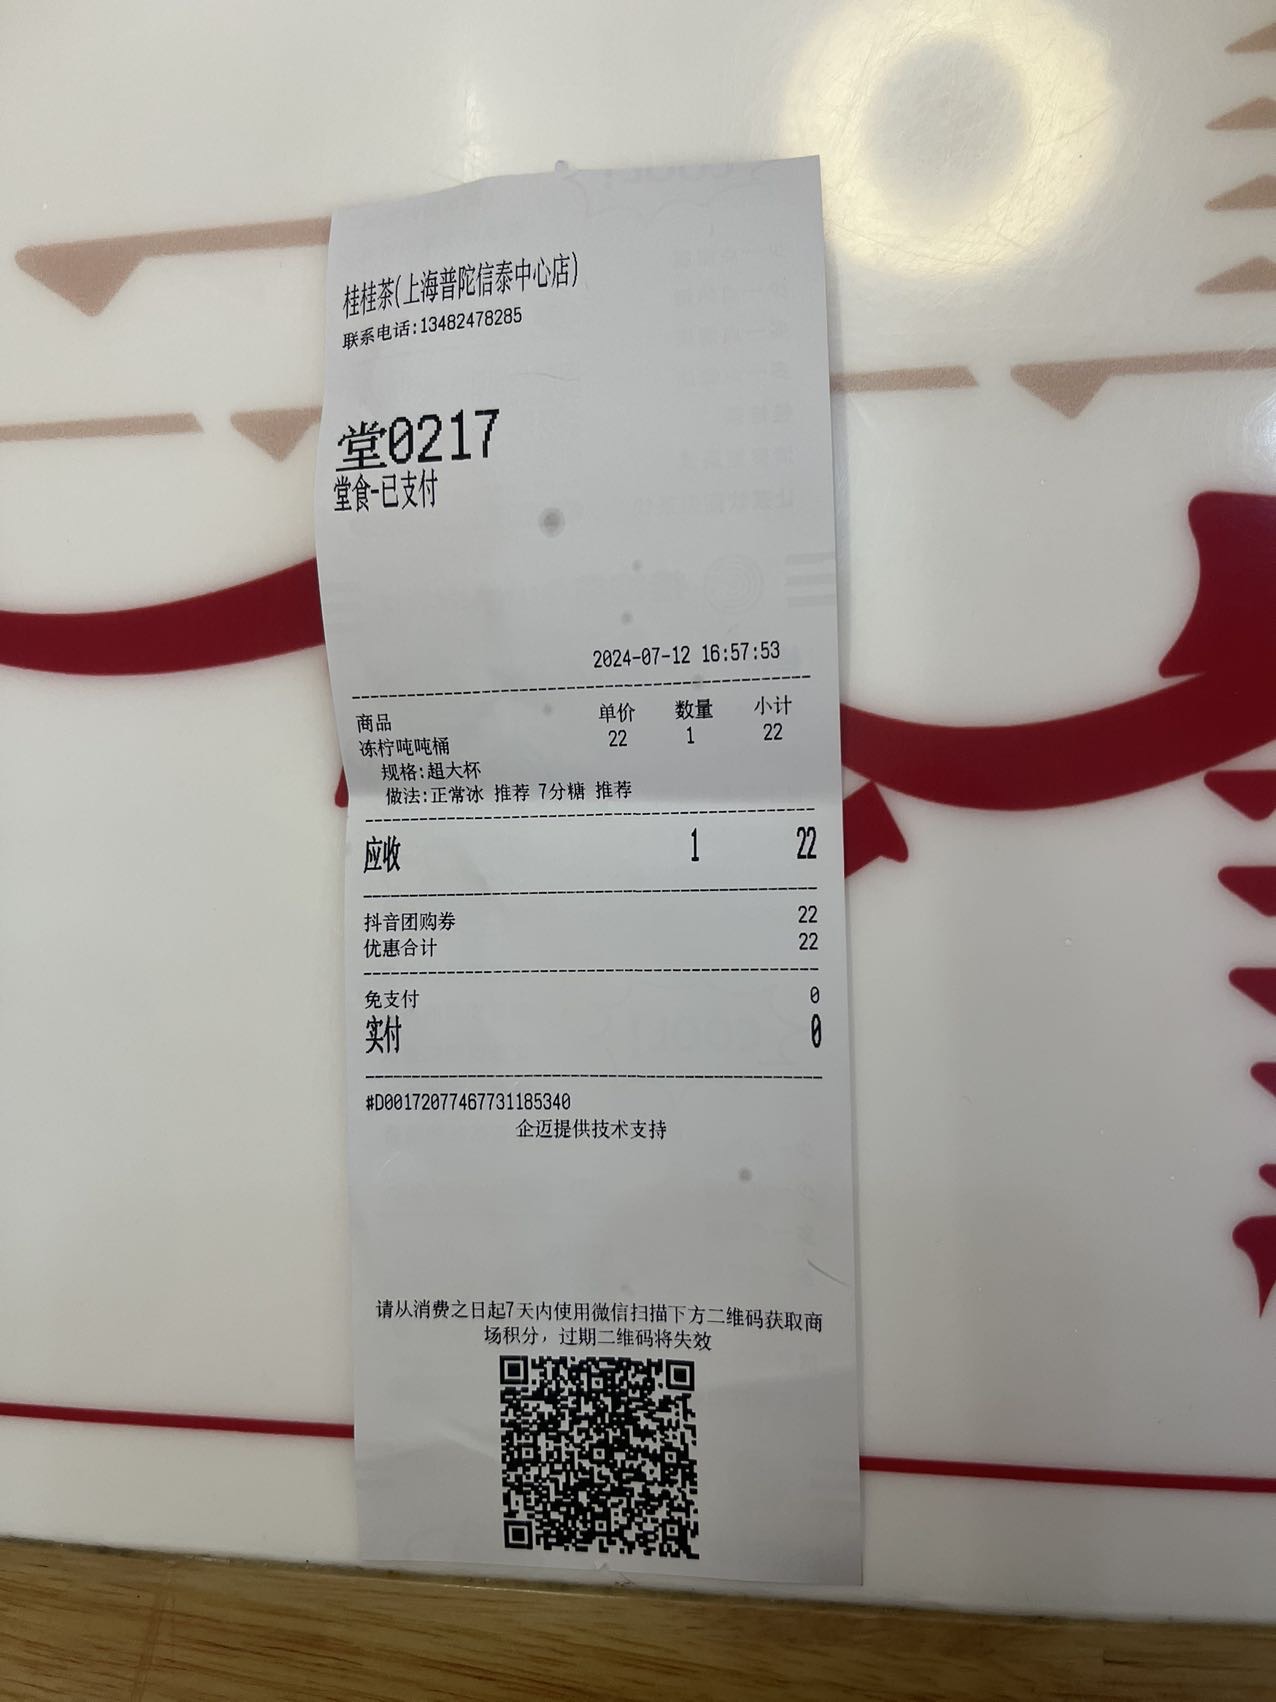 桂桂茶(上海普陀信泰中心店)
联系电话:13482478285
堂0217
堂食-已支付
2024-07-12 16:57:53
商品 单价 数量 小计
冻柠吨吨桶 22 1 22
规格:超大杯
做法:正常冰 推荐 7分糖 推荐
应收 1 22
抖音团购券 22
优惠合计 22
免支付 0
实付 0
#D00172077467731185340
企迈提供技术支持
请从消费之日起7天内使用微信扫描下方二维码获取商
场积分，过期二维码将失效